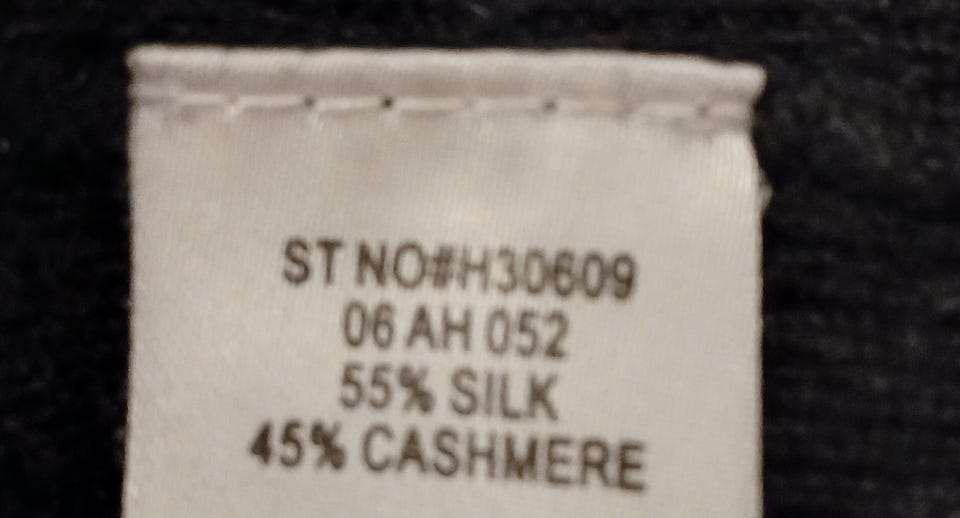 ST NO#H30609
06 AH 052
55% SILK
45% CASHMERE